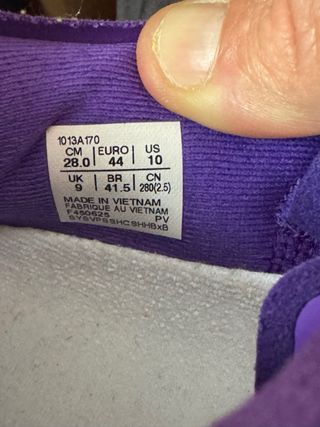 1013A170
CM EURO US
28.0 44 10
UK BR CN
9 41.5 280(2.5)
MADE IN VIETNAM
FABRIQUE AU VIETNAM
F450625 PV